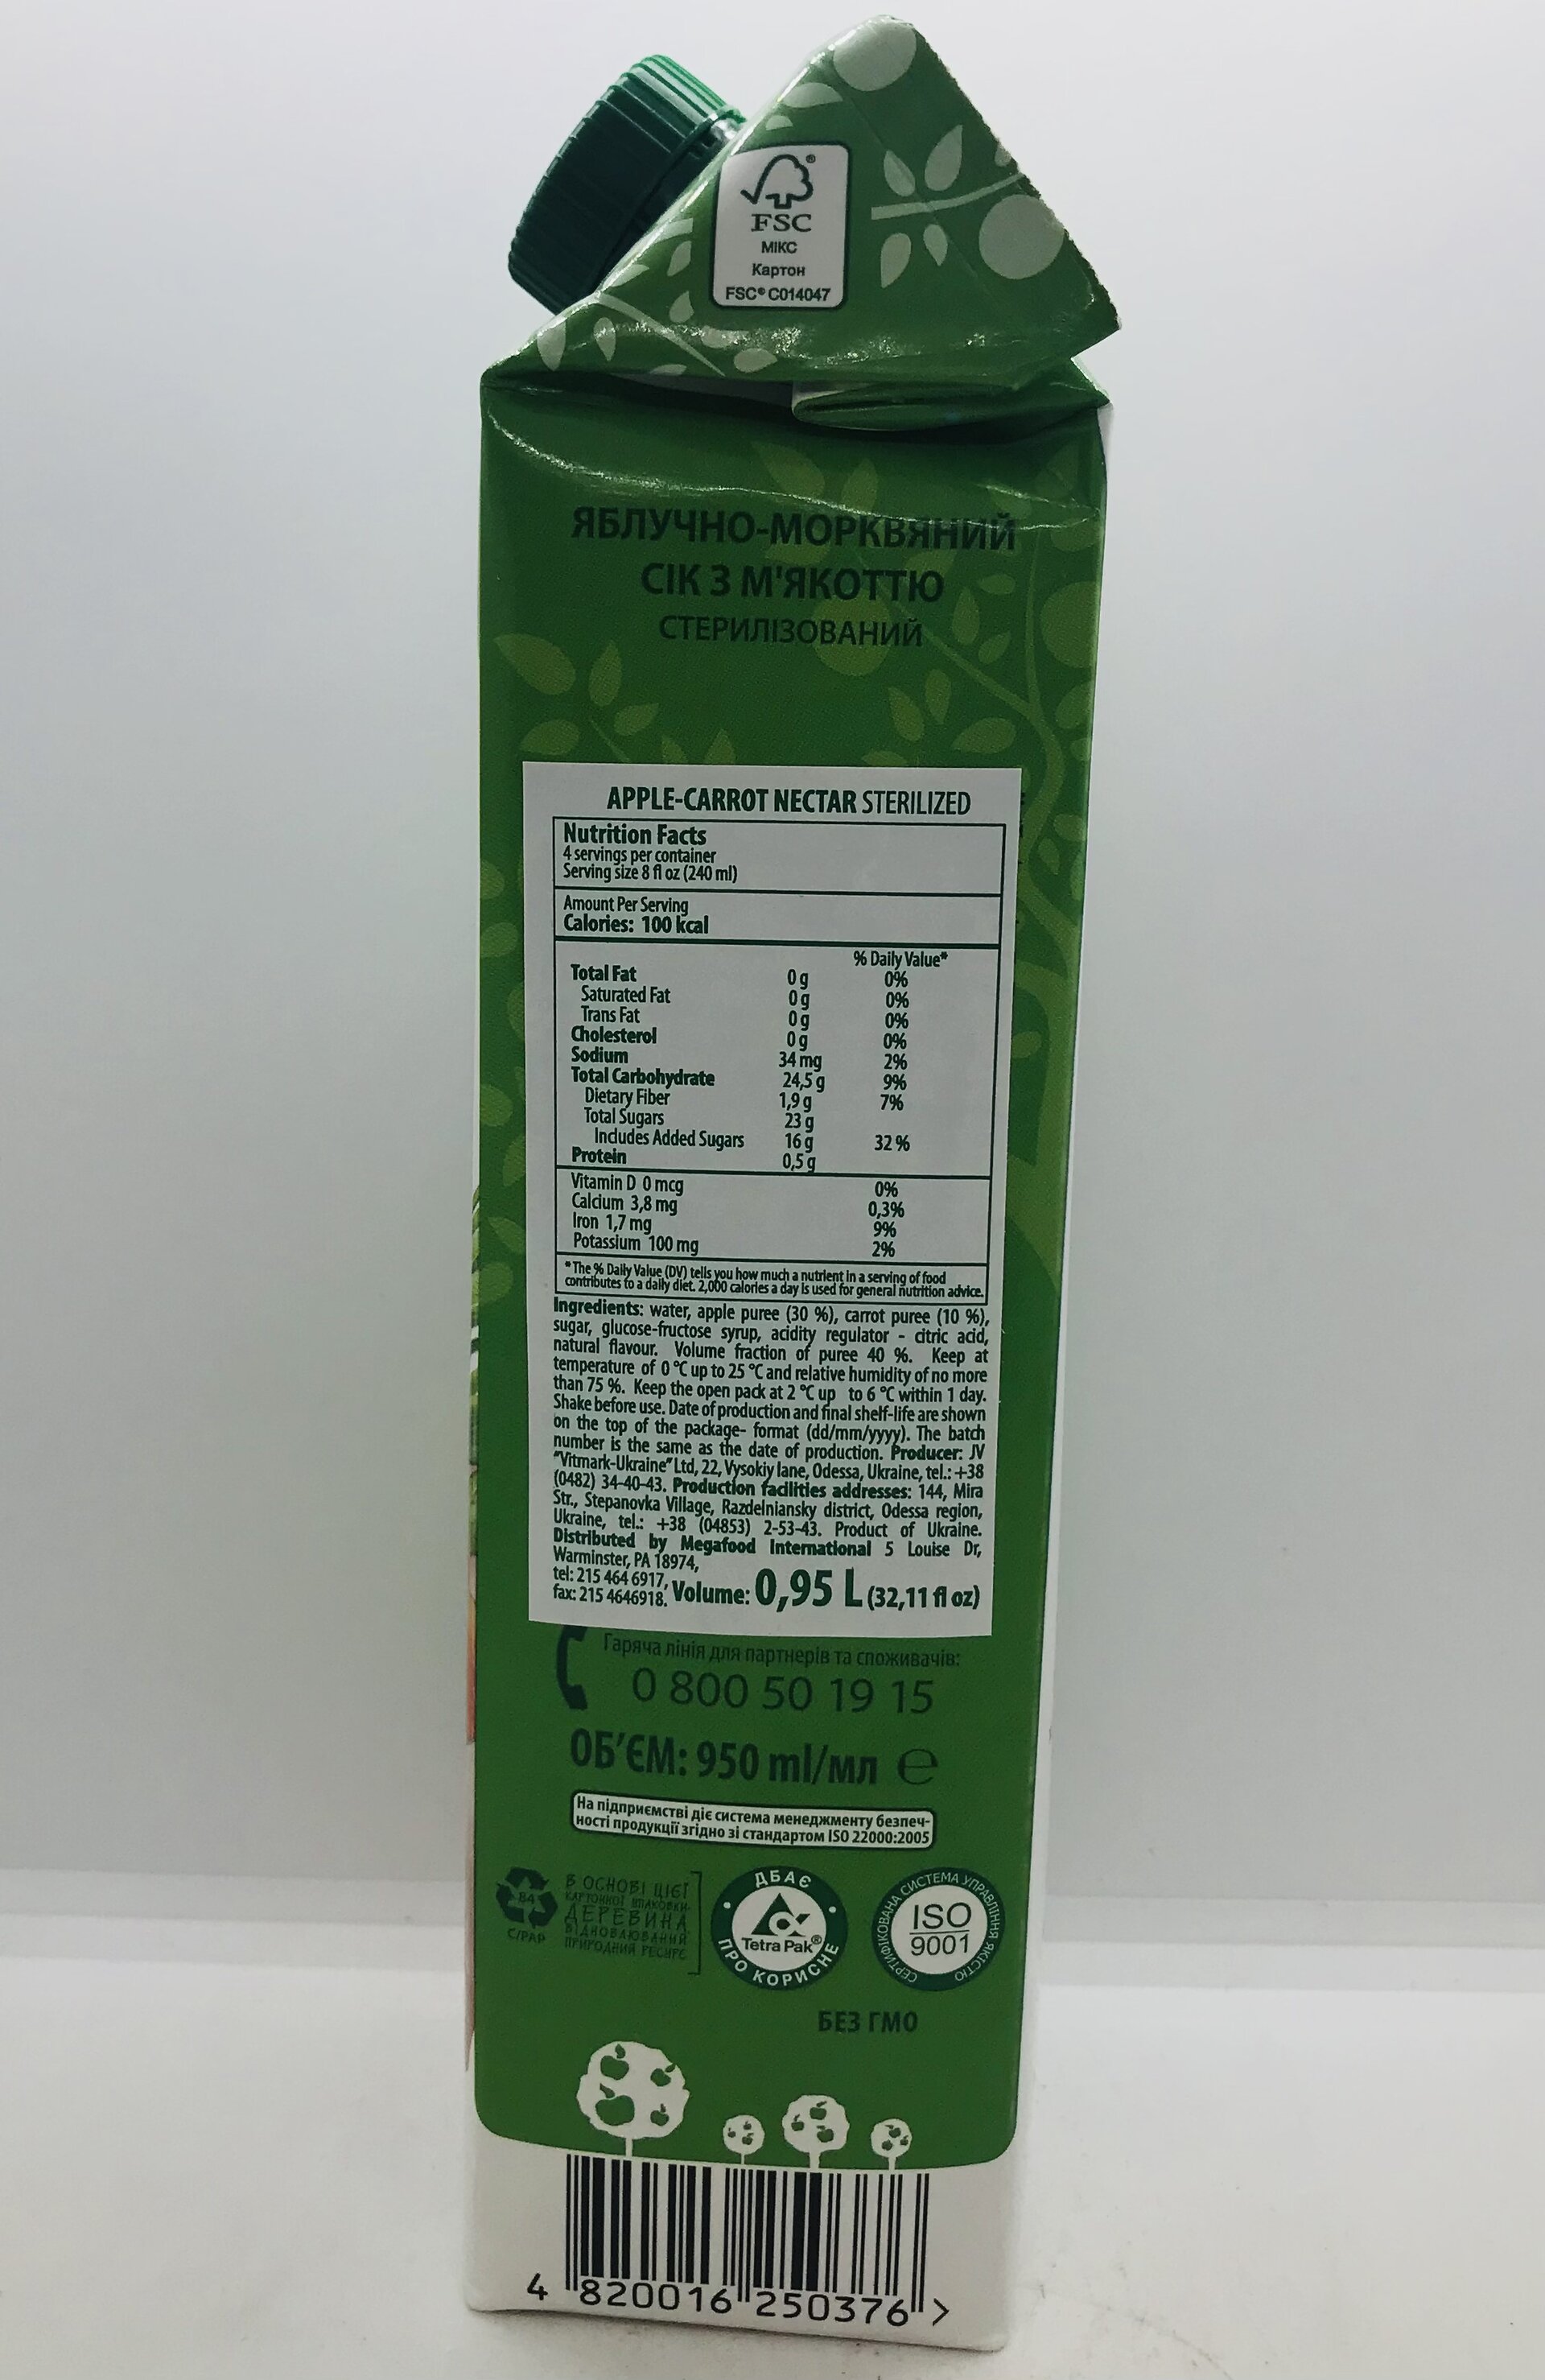 FSC®
МІКС
Картон
FSC® C014047
ЯБЛУЧНО-МОРКВЯНИЙ
СІК З М'ЯКОТТЮ
СТЕРИЛІЗОВАНИЙ
APPLE-CARROT NECTAR STERILIZED
Nutrition Facts
4 servings per container
Serving size 8 fl oz (240 ml)
Amount Per Serving
Calories: 100 kcal
% Daily Value*
Total Fat 0 g 0%
Saturated Fat 0 g 0%
Trans Fat 0 g 0%
Cholesterol 0 g 0%
Sodium 34 mg 2%
Total Carbohydrate 24,5 g 9%
Dietary Fiber 1,9 g 7%
Total Sugars 23 g
Includes Added Sugars 16 g 32 %
Protein 0,5 g
Vitamin D 0 mcg 0%
Calcium 3,8 mg 0,3%
Iron 1,7 mg 9%
Potassium 100 mg 2%
*The % Daily Value (DV) tells you how much a nutrient in a serving of food
contributes to a daily diet. 2,000 calories a day is used for general nutrition advice.
Ingredients: water, apple puree (30 %), carrot puree (10 %),
sugar, glucose-fructose syrup, acidity regulator - citric acid,
natural flavour. Volume fraction of puree 40 %. Keep at
temperature of 0 °C up to 25 °C and relative humidity of no more
than 75 %. Keep the open pack at 2 °C up to 6 °C within 1 day.
Shake before use. Date of production and final shelf-life are shown
on the top of the package- format (dd/mm/yyyy). The batch
number is the same as the date of production. Producer: JV
"Vitmark-Ukraine" Ltd, 22, Vysokiy lane, Odessa, Ukraine, tel.: +38
(0482) 34-40-43. Production facilities addresses: 144, Mira
Str., Stepanovka Village, Razdelniansky district, Odessa region,
Ukraine, tel.: +38 (04853) 2-53-43. Product of Ukraine.
Distributed by Megafood International 5 Louise Dr,
Warminster, PA 18974,
tel: 215 464 6917,
fax: 215 4646918. Volume: 0,95 L (32,11 fl oz)
Гаряча лінія для партнерів та споживачів:
0 800 50 19 15
ОБ'ЄМ: 950 ml/мл e
На підприємстві діє система менеджменту безпеч-
ності продукції згідно зі стандартом ISO 22000:2005
84
C/PAP
В ОСНОВІ ЦІЄЇ
КАРТОННОЇ УПАКОВКИ-
ДЕРЕВИНА
ВІДНОВЛЮВАНИЙ
ПРИРОДНИЙ РЕСУРС
ДБАЄ
Tetra Pak®
ПРО КОРИСНЕ
СЕРТИФІКОВАНА СИСТЕМА УПРАВЛІННЯ ЯКІСТЮ
ISO
9001
БЕЗ ГМО
4 820016 250376 >